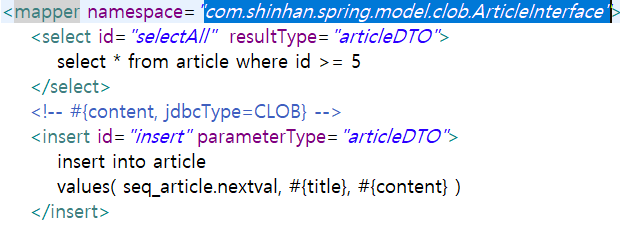 <mapper namespace="com.shinhan.spring.model.clob.ArticleInterface">
<select id="selectAll" resultType="articleDTO">
select * from article where id >= 5
</select>
<!-- #{content, jdbcType=CLOB} -->
<insert id="insert" parameterType="articleDTO">
insert into article
values( seq_article.nextval, #{title}, #{content} )
</insert>